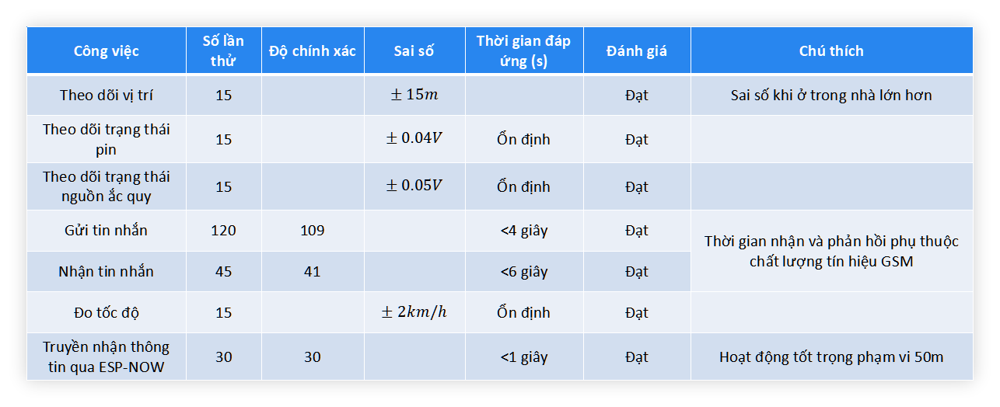 Công việc
Số lần
thử
Độ chính xác
Sai số
Thời gian đáp
ứng (s)
Đánh giá
Chú thích
Theo dõi vị trí
15
± 15m
Đạt
Sai số khi ở trong nhà lớn hơn
Theo dõi trạng thái
pin
15
± 0.04V
Ổn định
Đạt
Theo dõi trạng thái
nguồn ắc quy
15
± 0.05V
Ổn định
Đạt
Gửi tin nhắn
120
109
<4 giây
Đạt
Thời gian nhận và phản hồi phụ thuộc
chất lượng tín hiệu GSM
Nhận tin nhắn
45
41
<6 giây
Đạt
Đo tốc độ
15
± 2km/h
Ổn định
Đạt
Truyền nhận thông
tin qua ESP-NOW
30
30
<1 giây
Đạt
Hoạt động tốt trọng phạm vi 50m